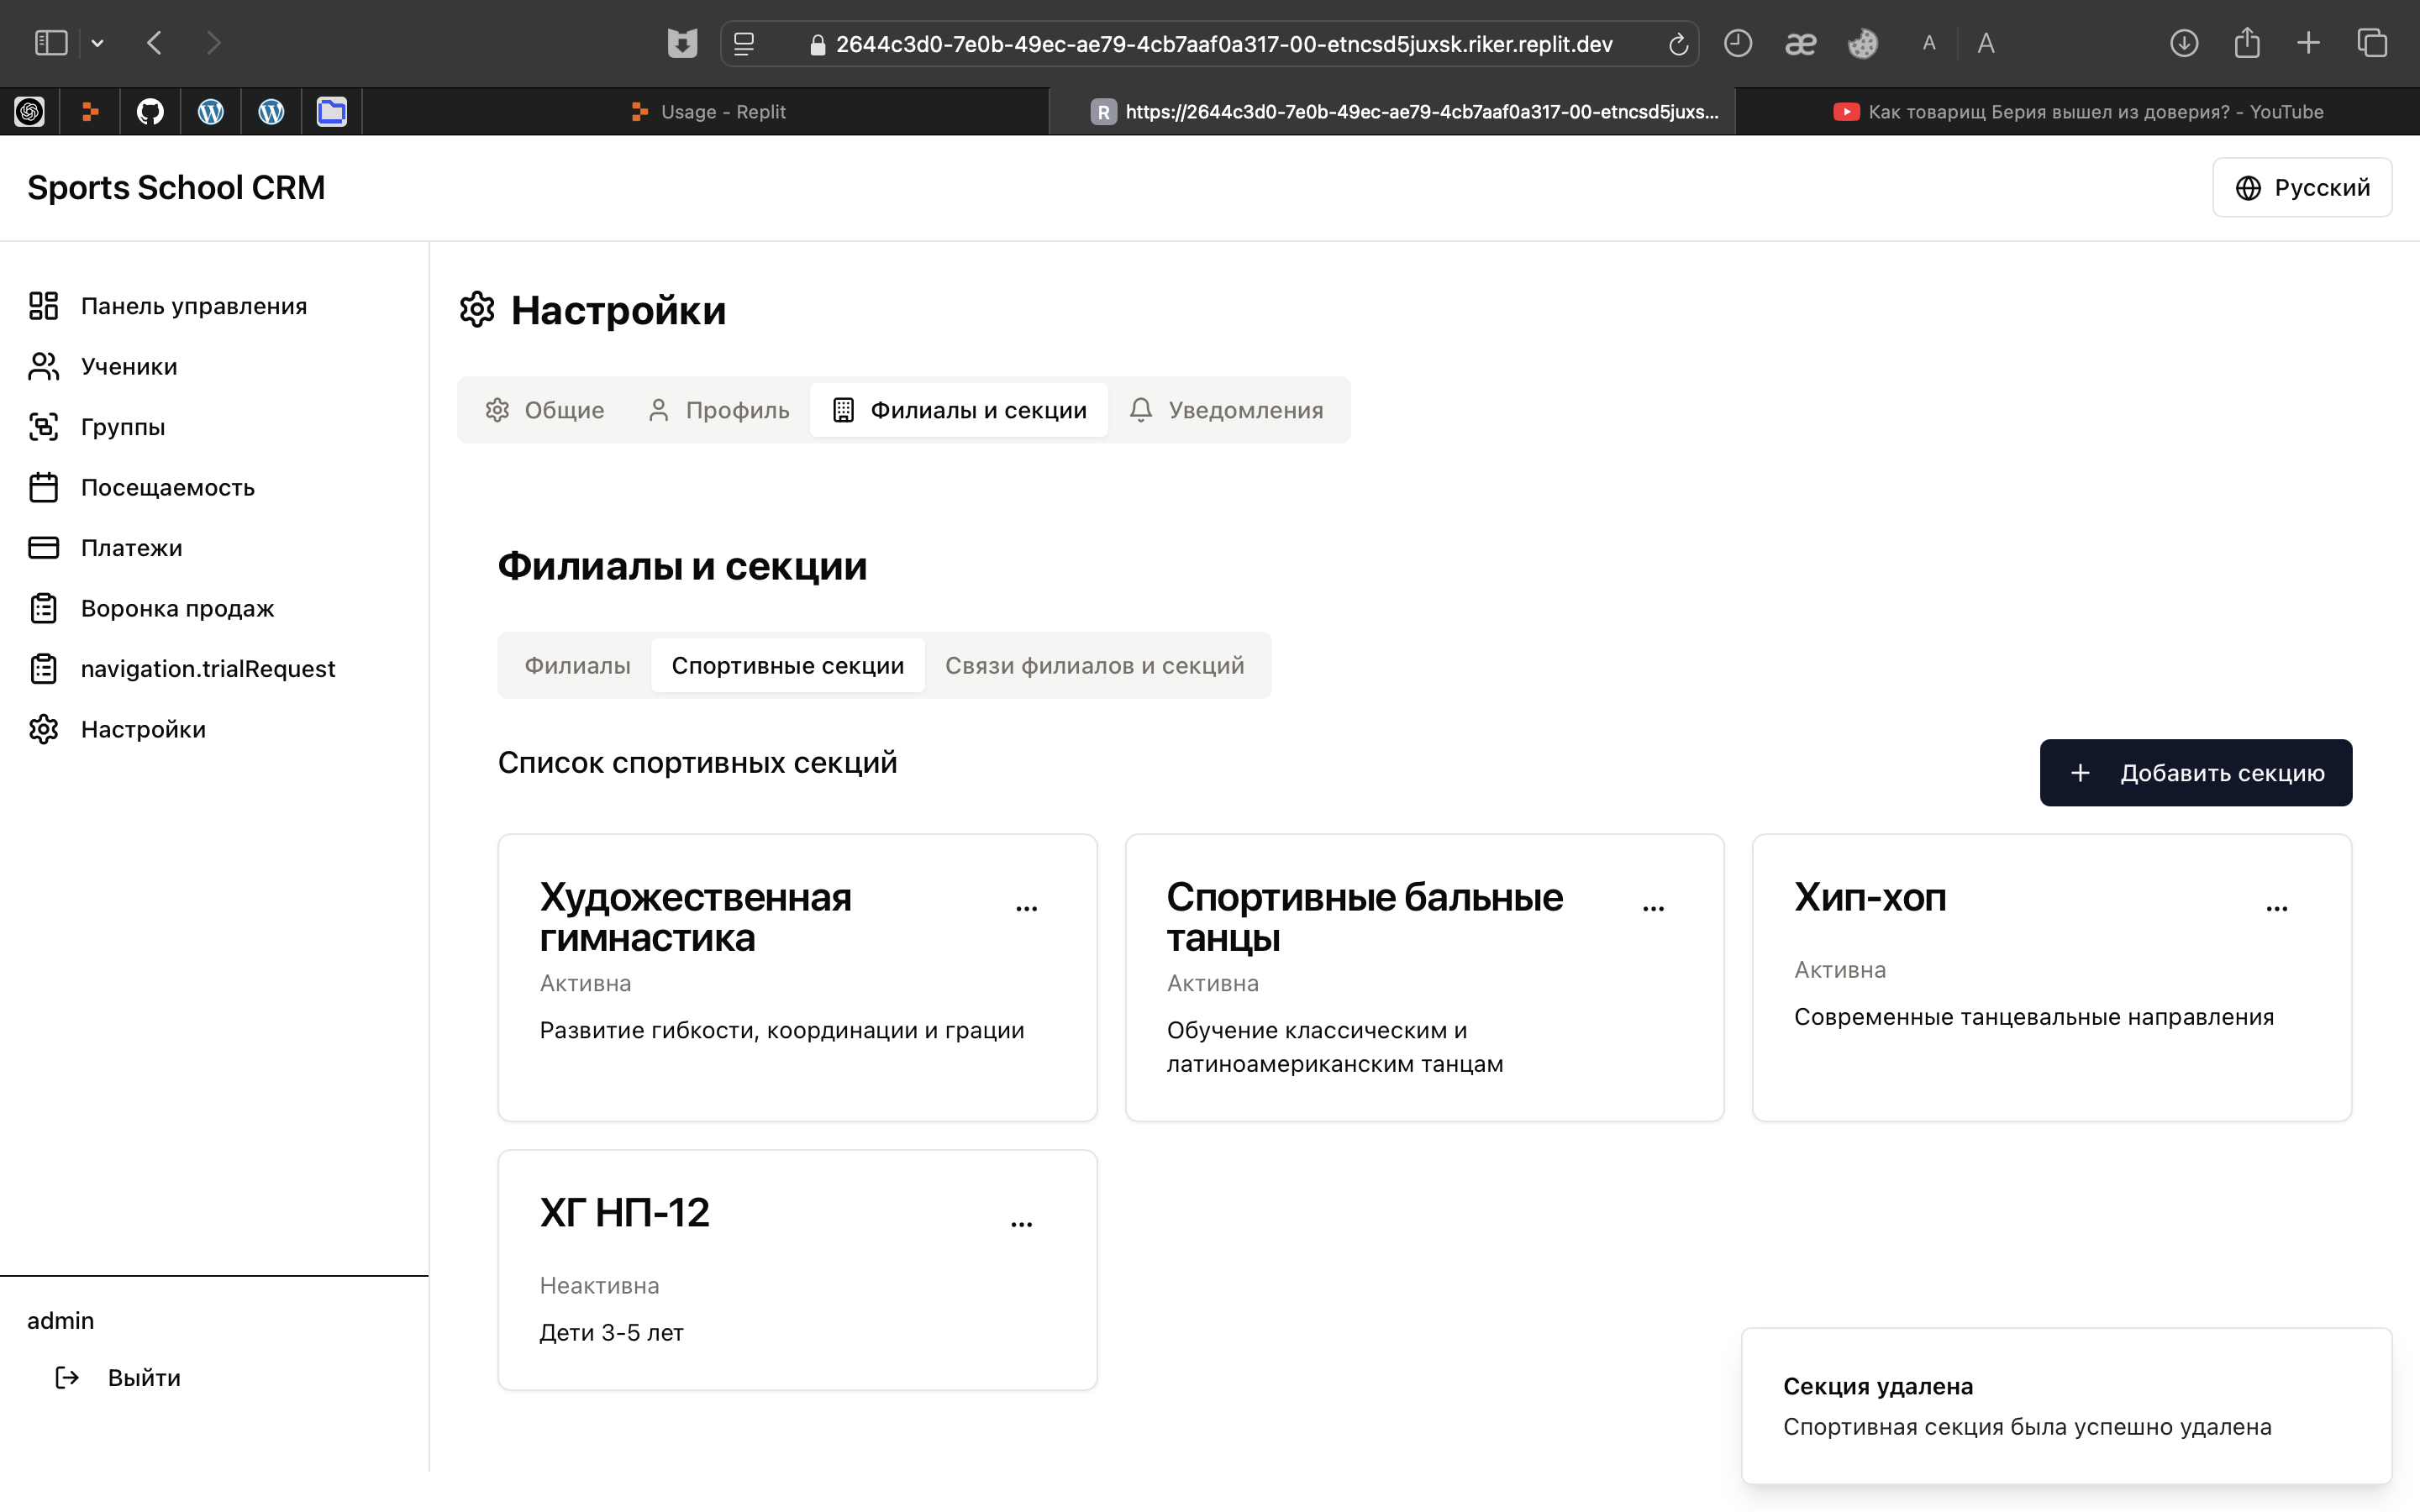 2644c3d0-7e0b-49ec-ae79-4cb7aaf0a317-00-etncsd5juxsk.riker.replit.dev
æ
A
A
Usage - Replit
R
https://2644c3d0-7e0b-49ec-ae79-4cb7aaf0a317-00-etncsd5juxs...
Как товарищ Берия вышел из доверия? - YouTube
Sports School CRM
Русский
Панель управления
Ученики
Группы
Посещаемость
Платежи
Воронка продаж
navigation.trialRequest
Настройки
admin
Выйти
Настройки
Общие
Профиль
Филиалы и секции
Уведомления
Филиалы и секции
Филиалы
Спортивные секции
Связи филиалов и секций
Список спортивных секций
+ Добавить секцию
Художественная
гимнастика
...
Активна
Развитие гибкости, координации и грации
Спортивные бальные
танцы
...
Активна
Обучение классическим и
латиноамериканским танцам
Хип-хоп
...
Активна
Современные танцевальные направления
ХГ НП-12
...
Неактивна
Дети 3-5 лет
Секция удалена
Спортивная секция была успешно удалена